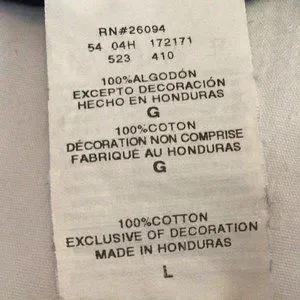 RN#26094
54 04H 172171
523 410
100%ALGODÓN
EXCEPTO DECORACIÓN
HECHO EN HONDURAS
G
100%COTON
DÉCORATION NON COMPRISE
FABRIQUÉ AU HONDURAS
G
100%COTTON
EXCLUSIVE OF DECORATION
MADE IN HONDURAS
L